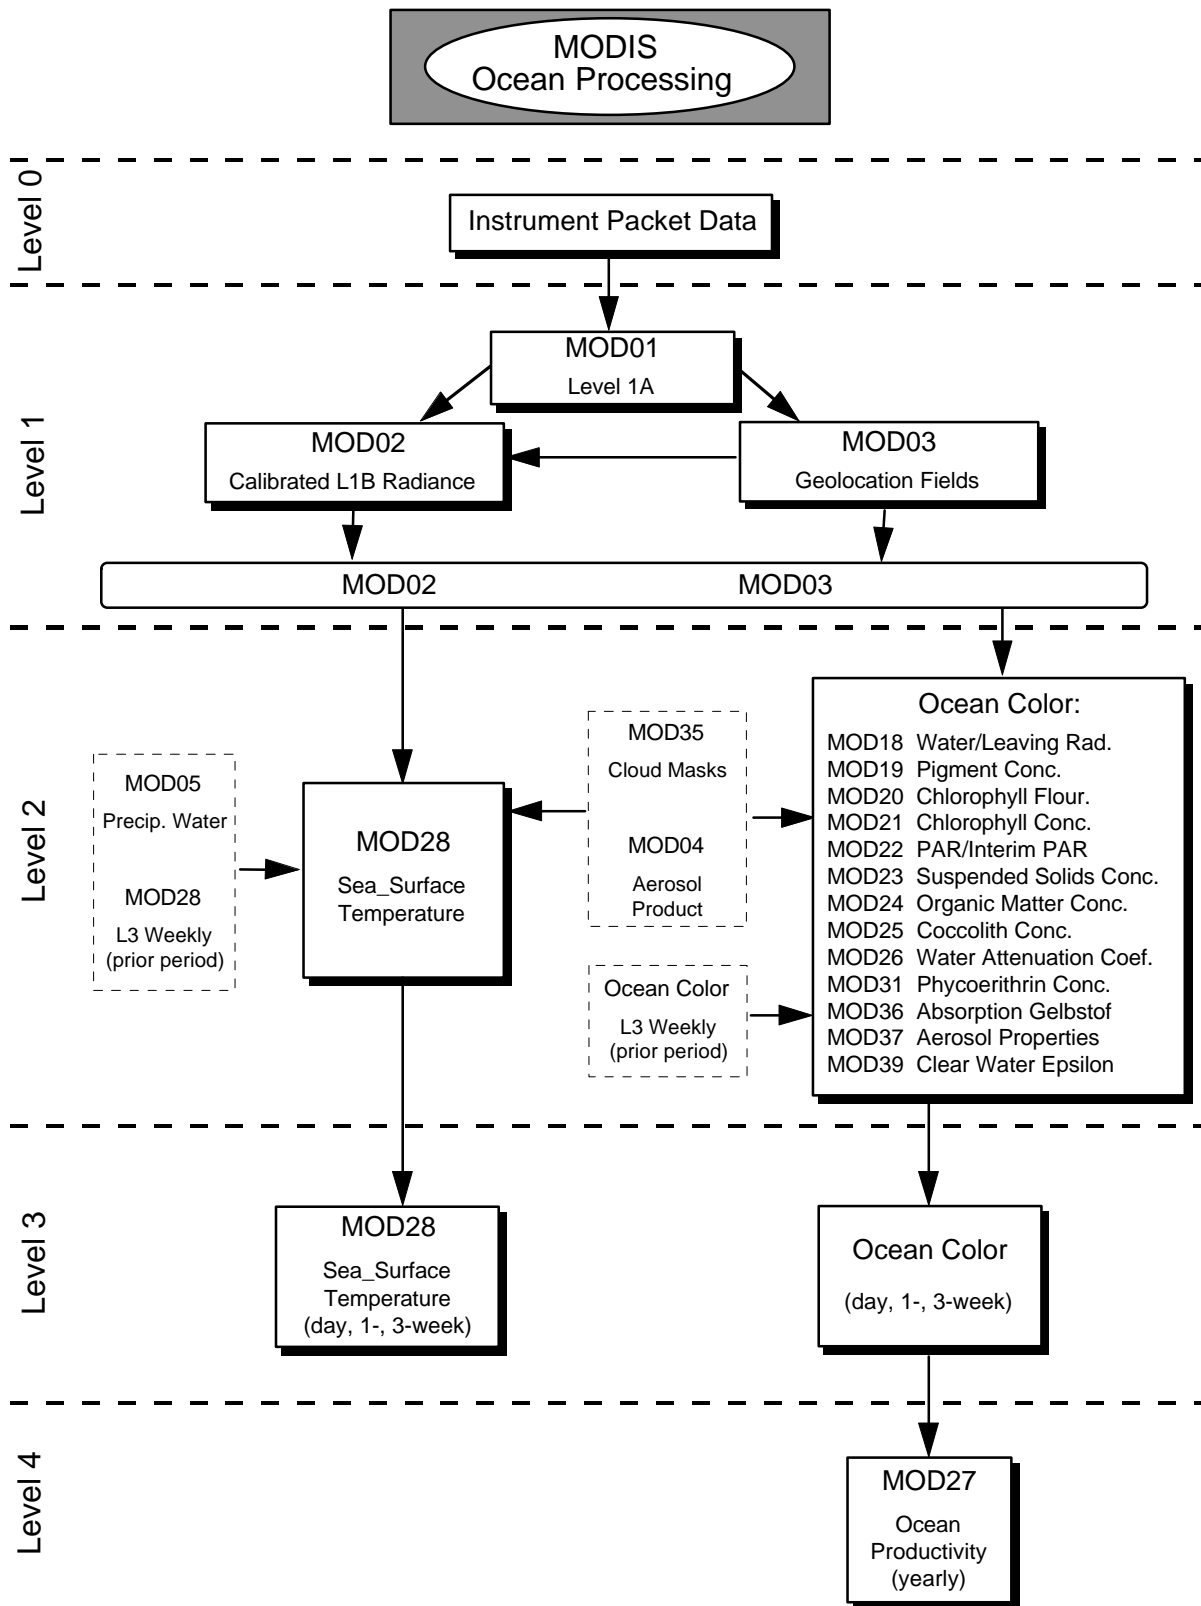 MODIS
Ocean Processing
Level 0
Instrument Packet Data
Level 1
MOD01
Level 1A
MOD02
Calibrated L1B Radiance
MOD03
Geolocation Fields
MOD02
MOD03
Level 2
MOD05
Precip. Water
MOD28
L3 Weekly
(prior period)
MOD28
Sea_Surface
Temperature
MOD35
Cloud Masks
MOD04
Aerosol
Product
Ocean Color
L3 Weekly
(prior period)
Ocean Color:
MOD18 Water/Leaving Rad.
MOD19 Pigment Conc.
MOD20 Chlorophyll Flour.
MOD21 Chlorophyll Conc.
MOD22 PAR/Interim PAR
MOD23 Suspended Solids Conc.
MOD24 Organic Matter Conc.
MOD25 Coccolith Conc.
MOD26 Water Attenuation Coef.
MOD31 Phycoerithrin Conc.
MOD36 Absorption Gelbstof
MOD37 Aerosol Properties
MOD39 Clear Water Epsilon
Level 3
MOD28
Sea_Surface
Temperature
(day, 1-, 3-week)
Ocean Color
(day, 1-, 3-week)
Level 4
MOD27
Ocean
Productivity
(yearly)